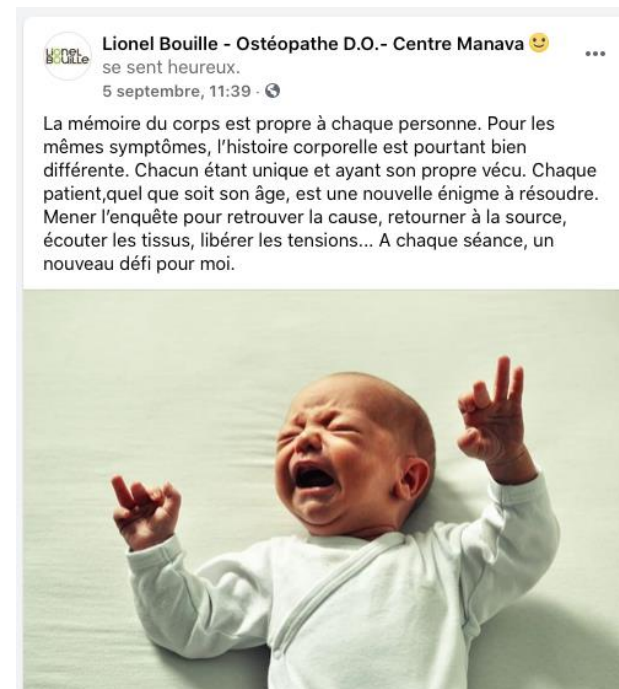 LIONEL
BOUILLE
Lionel Bouille - Ostéopathe D.O.- Centre Manava
se sent heureux.
5 septembre, 11:39 ·
La mémoire du corps est propre à chaque personne. Pour les
mêmes symptômes, l’histoire corporelle est pourtant bien
différente. Chacun étant unique et ayant son propre vécu. Chaque
patient,quel que soit son âge, est une nouvelle énigme à résoudre.
Mener l’enquête pour retrouver la cause, retourner à la source,
écouter les tissus, libérer les tensions... A chaque séance, un
nouveau défi pour moi.